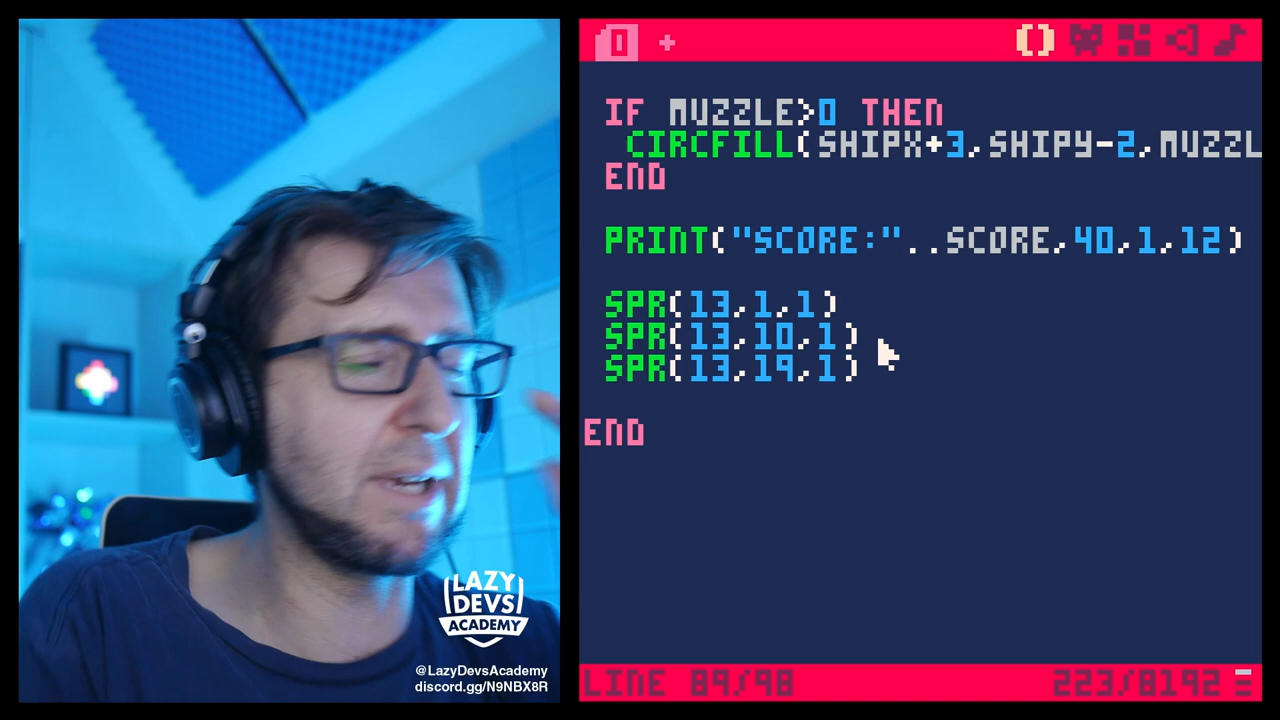 LAZY
DEVS
ACADEMY
@LazyDevsAcademy
discord.gg/N9NBX8R
0 +
IF MUZZLE>0 THEN
CIRCFILL(SHIPX+3,SHIPY-2,MUZZL
END
PRINT("SCORE:"..SCORE,40,1,12)
SPR(13,1,1)
SPR(13,10,1)
SPR(13,19,1)
END
LINE 89/98
223/8192